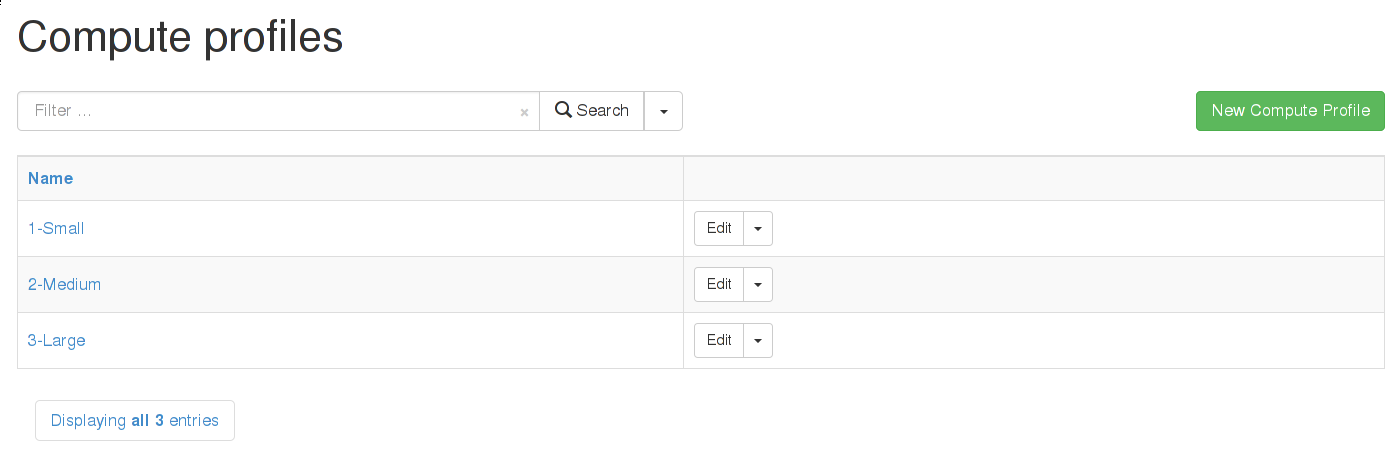 Compute profiles
Filter ... × Search New Compute Profile
Name
1-Small Edit
2-Medium Edit
3-Large Edit
Displaying all 3 entries